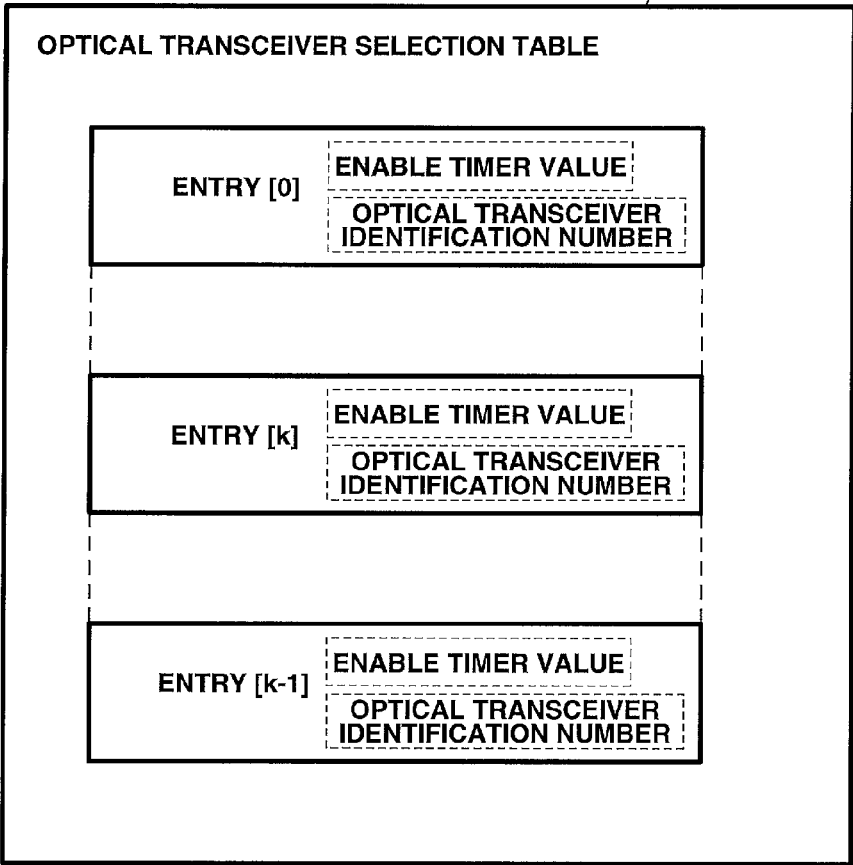 OPTICAL TRANSCEIVER SELECTION TABLE
ENTRY [0]
ENABLE TIMER VALUE
OPTICAL TRANSCEIVER
IDENTIFICATION NUMBER
ENTRY [k]
ENABLE TIMER VALUE
OPTICAL TRANSCEIVER
IDENTIFICATION NUMBER
ENTRY [k-1]
ENABLE TIMER VALUE
OPTICAL TRANSCEIVER
IDENTIFICATION NUMBER